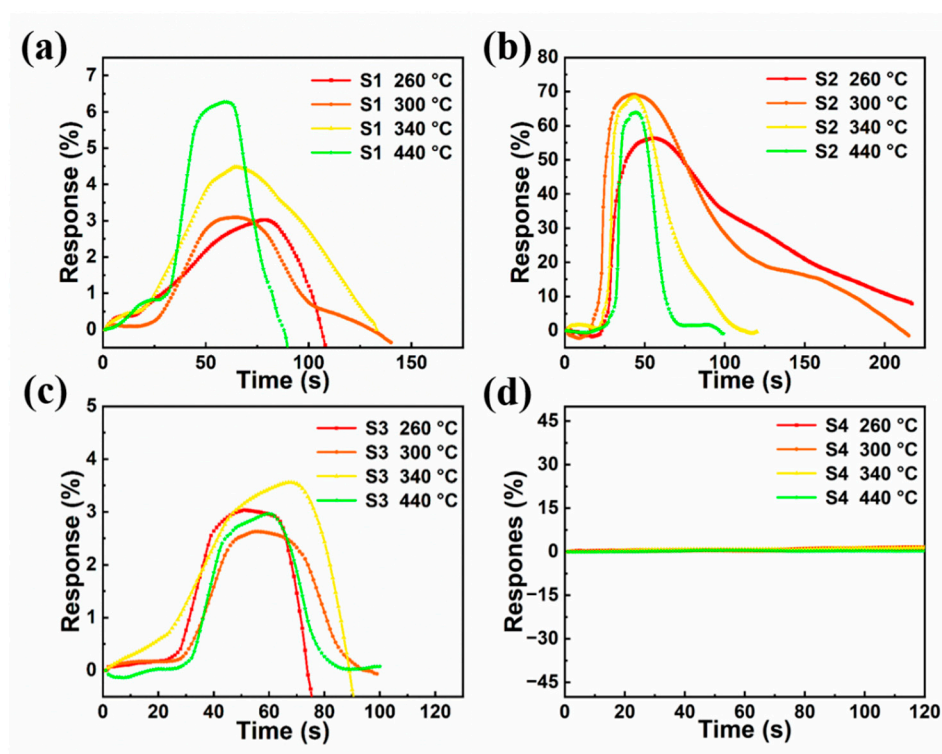 (a)
Response (%)
7
6
5
4
3
2
1
0
S1 260 °C
S1 300 °C
S1 340 °C
S1 440 °C
0 50 100 150
Time (s)
(b)
Response (%)
80
70
60
50
40
30
20
10
0
-10
S2 260 °C
S2 300 °C
S2 340 °C
S2 440 °C
0 50 100 150 200
Time (s)
(c)
Response (%)
5
4
3
2
1
0
S3 260 °C
S3 300 °C
S3 340 °C
S3 440 °C
0 20 40 60 80 100 120
Time (s)
(d)
Respones (%)
45
30
15
0
−15
−30
−45
S4 260 °C
S4 300 °C
S4 340 °C
S4 440 °C
0 20 40 60 80 100 120
Time (s)